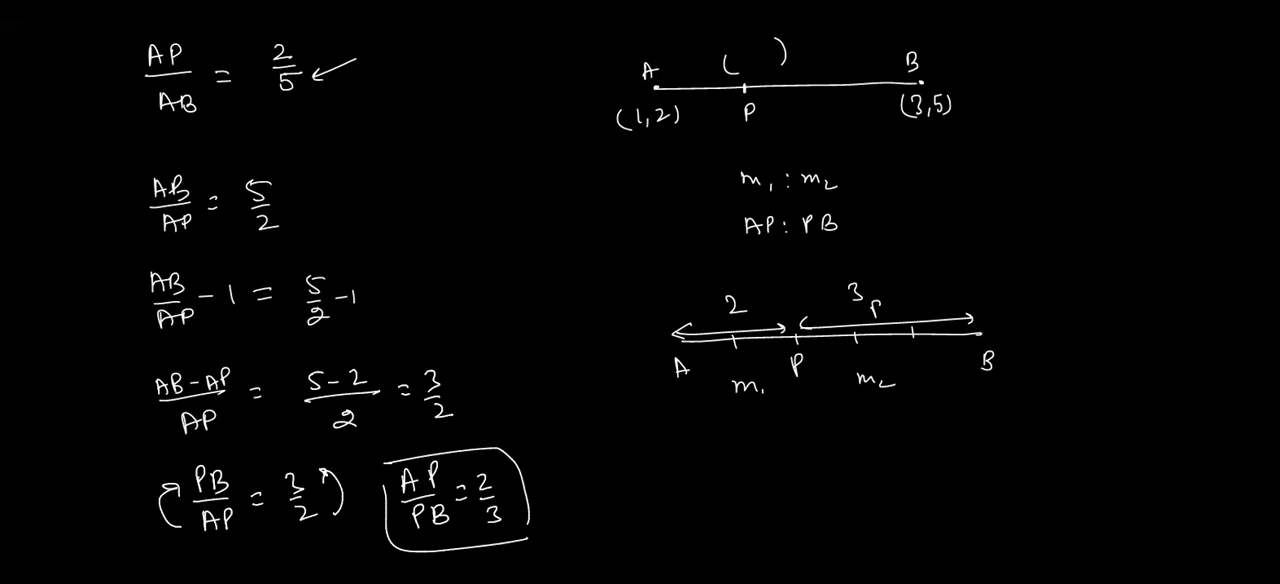 AP/AB = 2/5
AB/AP = 5/2
AB/AP - 1 = 5/2 - 1
AB - AP/AP = 5 - 2/2 = 3/2
PB/AP = 3/2
AP/PB = 2/3
A ( ) B
(1,2) P (3,5)
m₁ : m₂
AP : PB
2 3 P
A P B
m₁ m₂